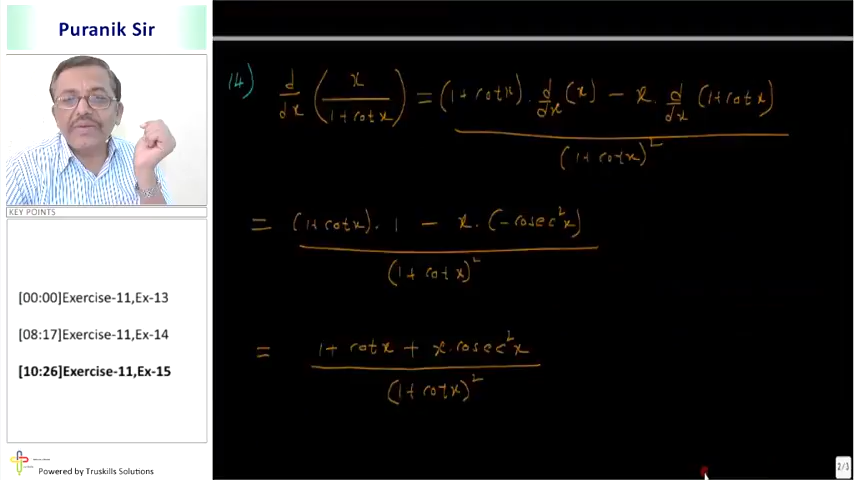 Puranik Sir
KEY POINTS
[00:00]Exercise-11,Ex-13
[08:17]Exercise-11,Ex-14
[10:26]Exercise-11,Ex-15
Powered by Truskills Solutions
14) d/dx (x/(1+cotx)) = ((1+cotx) . d/dx (x) − x . d/dx (1+cotx))/(1+cotx)²
= ((1+cotx) . 1 − x . (−cosec²x))/(1+cotx)²
= (1+cotx + x.cosec²x)/(1+cotx)²
2/3